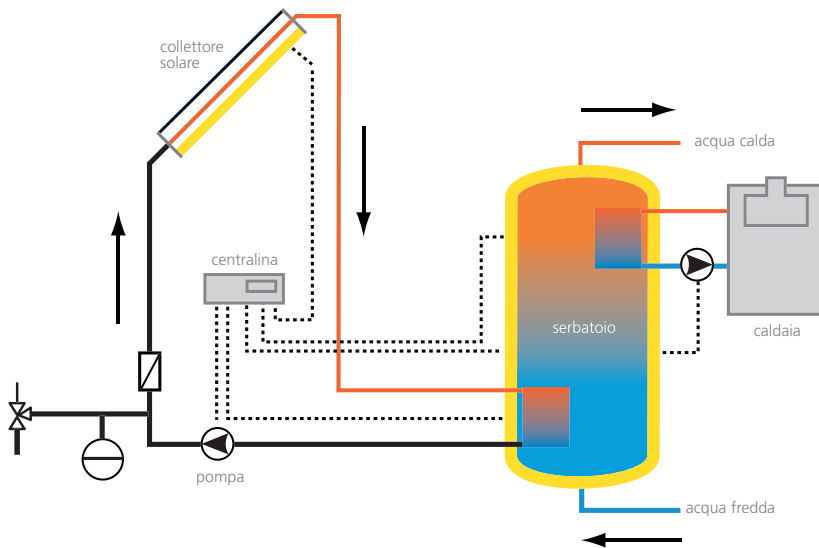 collettore
solare
acqua calda
centralina
serbatoio
caldaia
pompa
acqua fredda